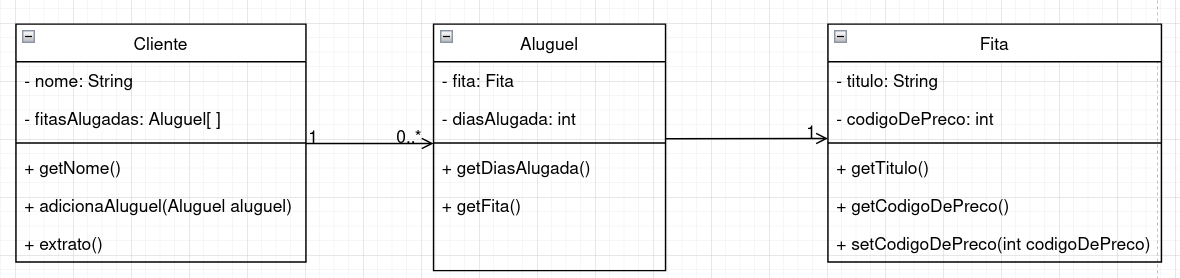 Cliente
- nome: String
- fitasAlugadas: Aluguel[ ]
+ getNome()
+ adicionaAluguel(Aluguel aluguel)
+ extrato()
1
0..*
Aluguel
- fita: Fita
- diasAlugada: int
+ getDiasAlugada()
+ getFita()
1
Fita
- titulo: String
- codigoDePreco: int
+ getTitulo()
+ getCodigoDePreco()
+ setCodigoDePreco(int codigoDePreco)